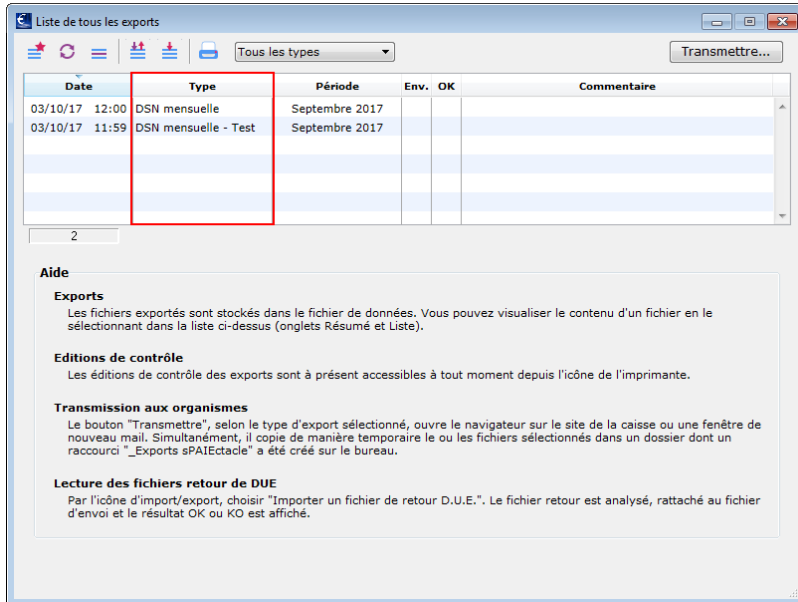 Liste de tous les exports
Tous les types
Transmettre...
Date Type Période Env. OK Commentaire
03/10/17 12:00 DSN mensuelle Septembre 2017
03/10/17 11:59 DSN mensuelle - Test Septembre 2017
2
Aide
Exports
Les fichiers exportés sont stockés dans le fichier de données. Vous pouvez visualiser le contenu d'un fichier en le
sélectionnant dans la liste ci-dessus (onglets Résumé et Liste).
Editions de contrôle
Les éditions de contrôle des exports sont à présent accessibles à tout moment depuis l'icône de l'imprimante.
Transmission aux organismes
Le bouton "Transmettre", selon le type d'export sélectionné, ouvre le navigateur sur le site de la caisse ou une fenêtre de
nouveau mail. Simultanément, il copie de manière temporaire le ou les fichiers sélectionnés dans un dossier dont un
raccourci "_Exports sPAIEctacle" a été créé sur le bureau.
Lecture des fichiers retour de DUE
Par l'icône d'import/export, choisir "Importer un fichier de retour D.U.E.". Le fichier retour est analysé, rattaché au fichier
d'envoi et le résultat OK ou KO est affiché.